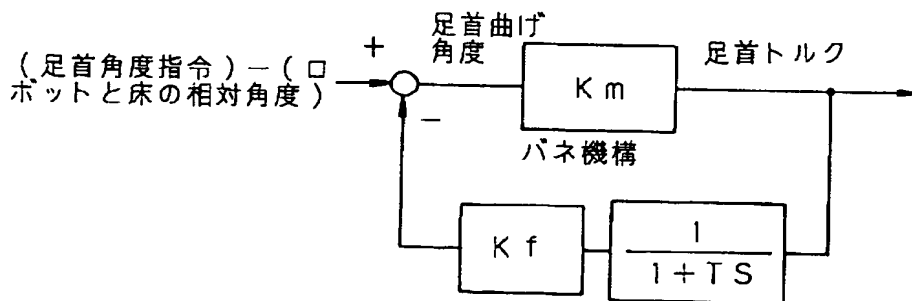 足首曲げ
角度
足首トルク
+
(足首角度指令)－(ロ
ボットと床の相対角度)
Km
－
バネ機構
Kf
1
1+TS